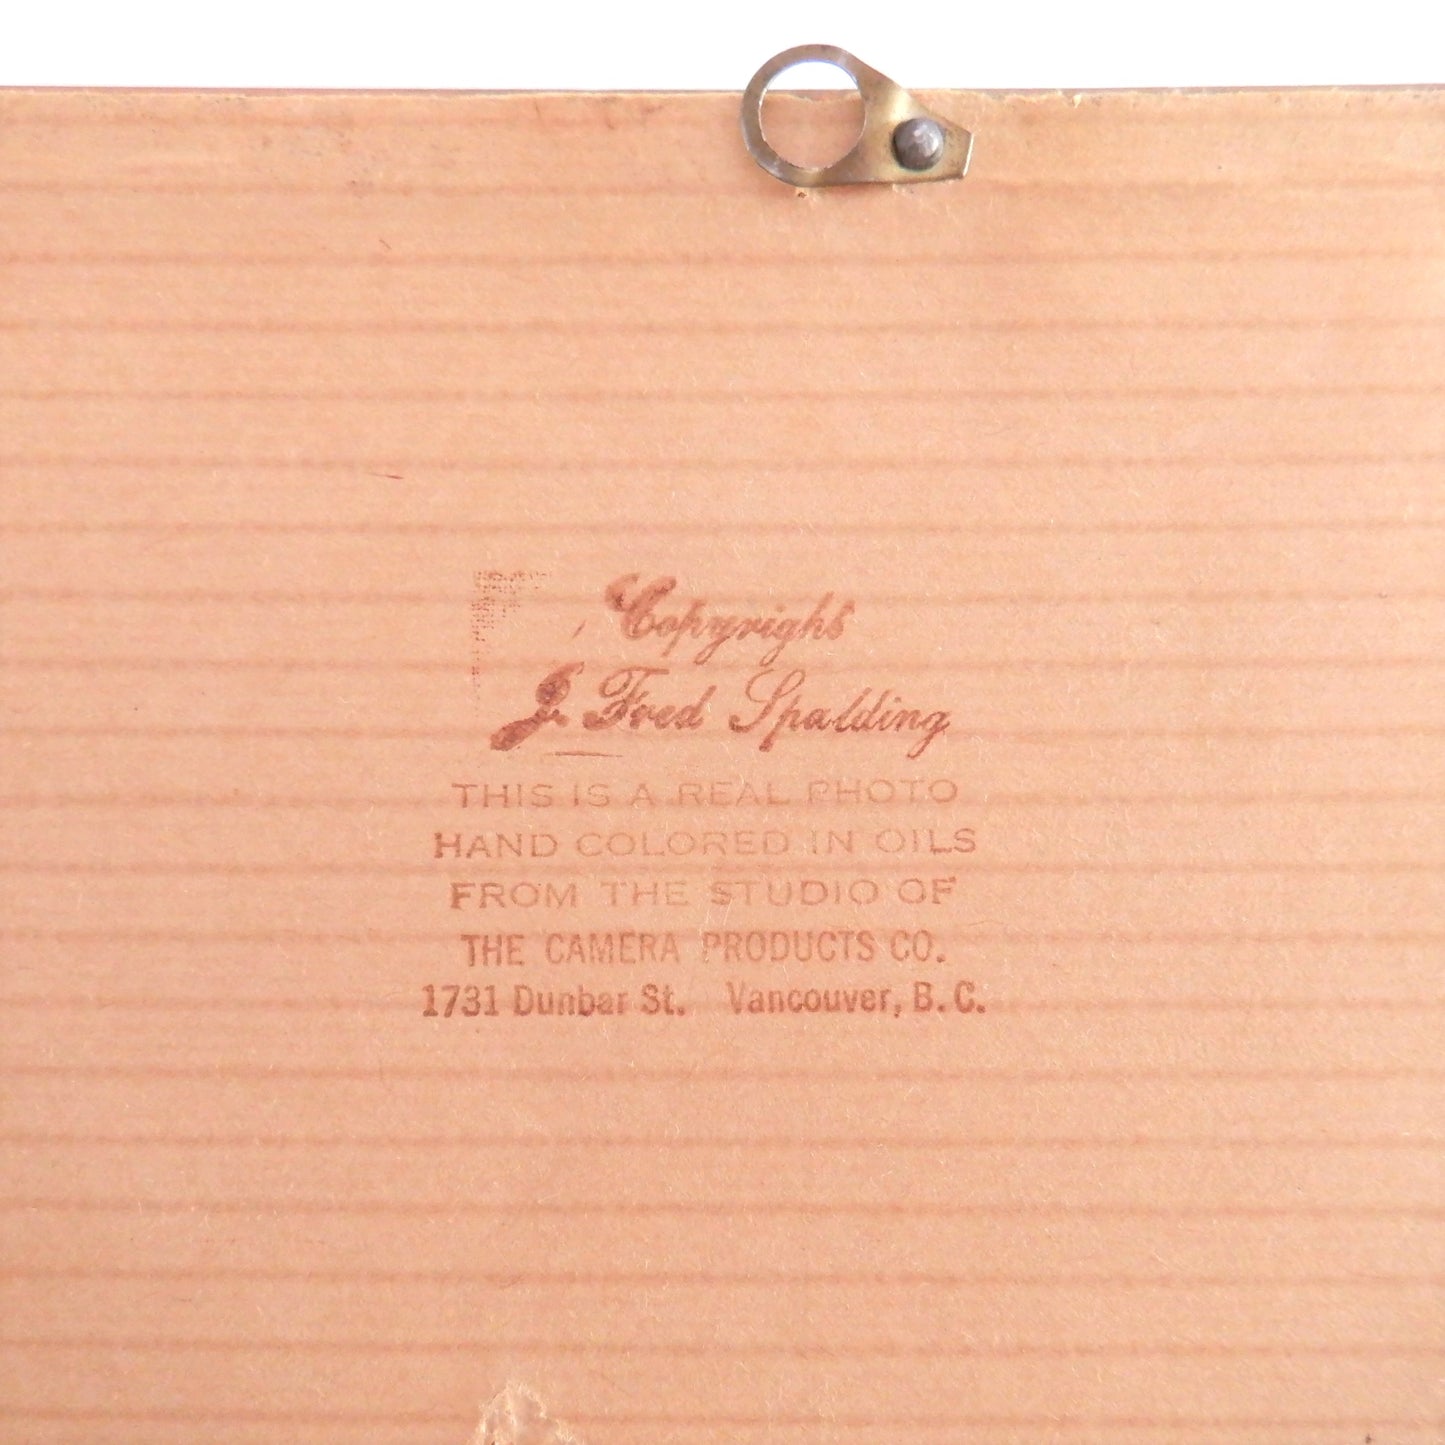 Copyright
J. Fred Spalding
THIS IS A REAL PHOTO
HAND COLORED IN OILS
FROM THE STUDIO OF
THE CAMERA PRODUCTS CO.
1731 Dunbar St. Vancouver, B.C.